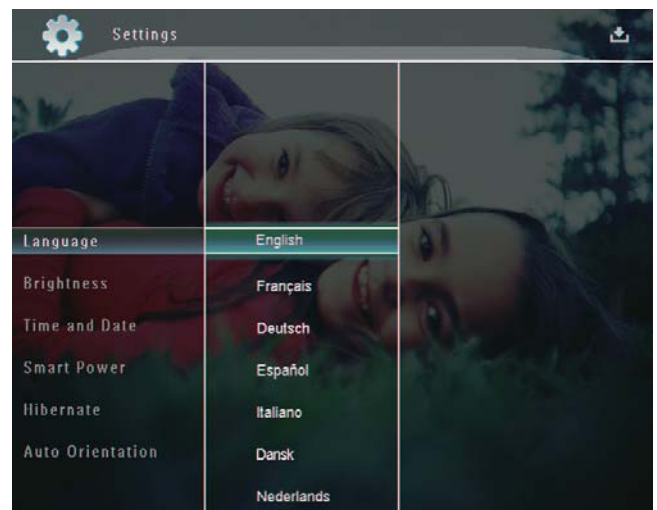 Settings
Language
Brightness
Time and Date
Smart Power
Hibernate
Auto Orientation
English
Français
Deutsch
Español
Italiano
Dansk
Nederlands